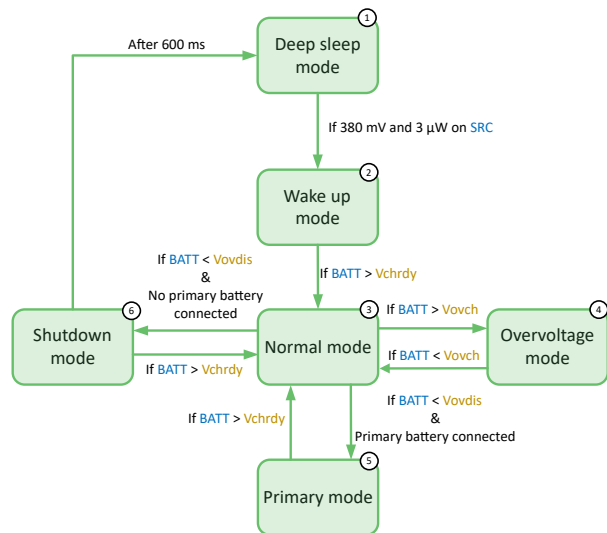 1
Deep sleep
mode
After 600 ms
If 380 mV and 3 µW on SRC
2
Wake up
mode
If BATT < Vovdis
&
No primary battery
connected
If BATT > Vchrdy
6
Shutdown
mode
If BATT > Vchrdy
3
Normal mode
If BATT > Vovch
If BATT < Vovch
4
Overvoltage
mode
If BATT > Vchrdy
If BATT < Vovdis
&
Primary battery connected
5
Primary mode